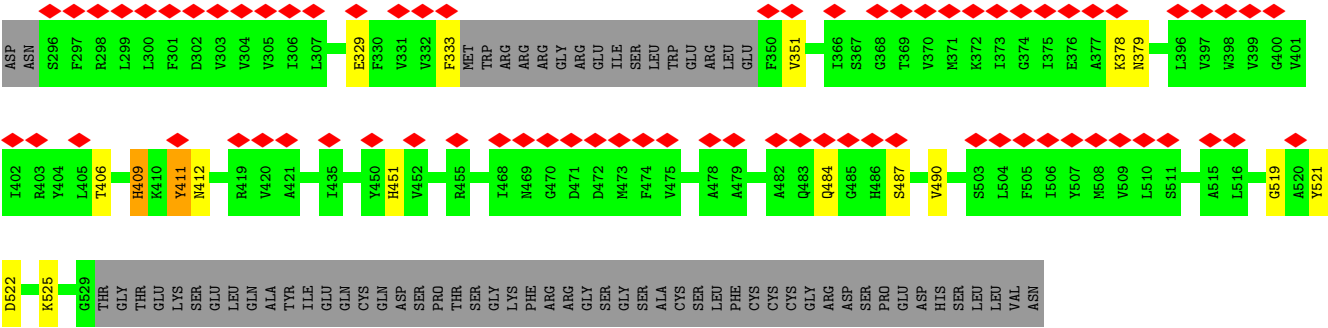 ASP ASN S296 F297 R298 L299 L300 F301 D302 V303 V304 V305 I306 L307 E329 F330 V331 V332 F333 MET TRP ARG ARG ARG GLY ARG GLU ILE SER LEU TRP GLU ARG LEU GLU F350 V351 I366 S367 G368 T369 V370 M371 K372 I373 G374 I375 E376 A377 K378 N379 L396 V397 W398 V399 G400 V401
I402 R403 Y404 L405 T406 H409 K410 Y411 N412 R419 V420 A421 I435 Y450 H451 V452 R455 I468 N469 G470 D471 D472 M473 F474 V475 A478 A479 A482 Q483 Q484 G485 H486 S487 V490 S503 L504 F505 I506 Y507 M508 V509 L510 S511 A515 L516 G519 A520 Y521
D522 K525 G529 THR GLY THR GLU LYS SER GLU LEU GLN ALA TYR ILE GLU GLN CYS GLN ASP SER PRO THR SER GLY LYS PHE ARG ARG GLY SER GLY SER ALA CYS SER LEU PHE CYS CYS CYS GLY ARG ASP SER PRO GLU ASP HIS SER LEU LEU VAL ASN